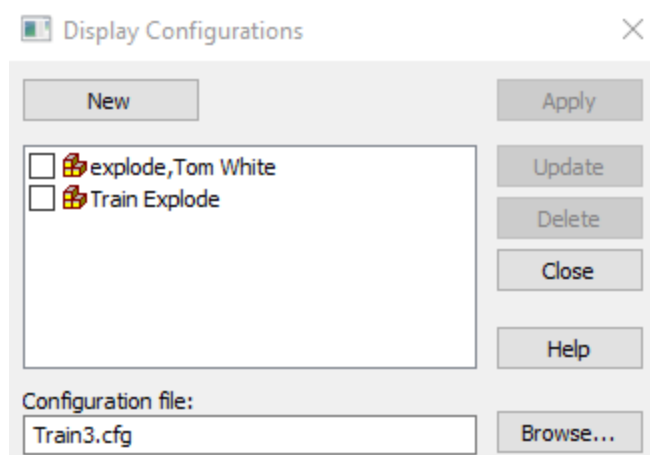 Display Configurations
New
Apply
explode,Tom White
Train Explode
Update
Delete
Close
Help
Configuration file:
Train3.cfg
Browse...